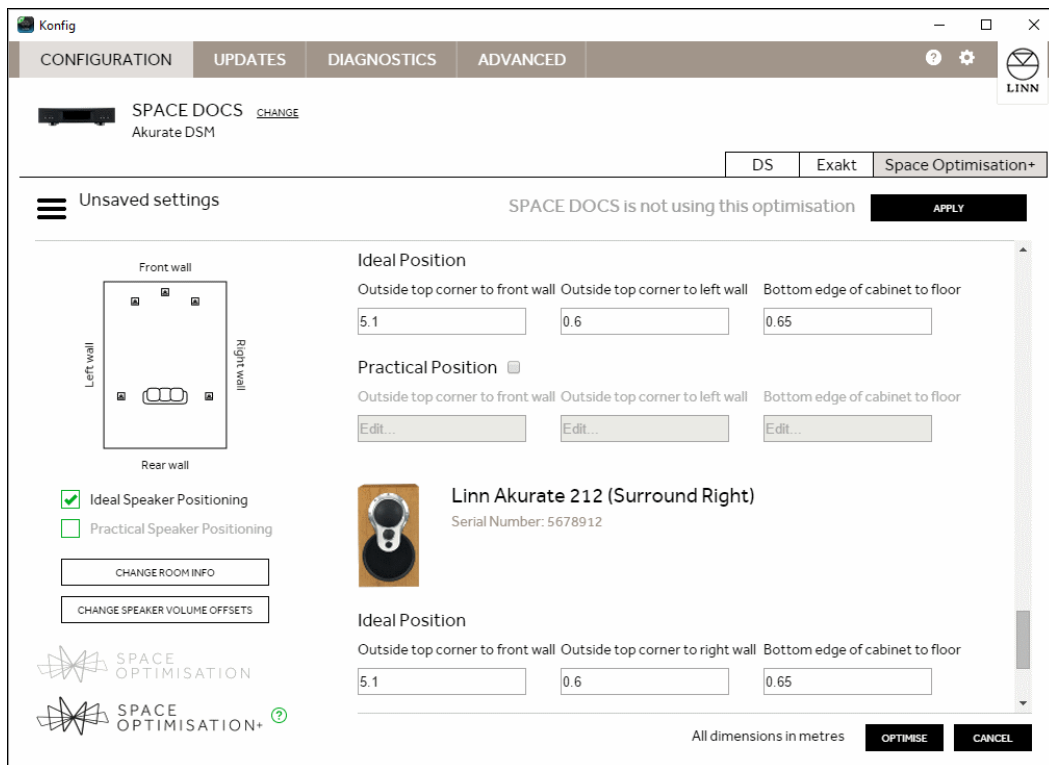 Konfig
CONFIGURATION UPDATES DIAGNOSTICS ADVANCED ?
LINN
SPACE DOCS CHANGE
Akurate DSM
DS Exakt Space Optimisation+
Unsaved settings SPACE DOCS is not using this optimisation APPLY
Front wall
Left wall
Right wall
Rear wall
Ideal Speaker Positioning
Practical Speaker Positioning
CHANGE ROOM INFO
CHANGE SPEAKER VOLUME OFFSETS
SPACE
OPTIMISATION
SPACE
OPTIMISATION+ ?
Ideal Position
Outside top corner to front wall Outside top corner to left wall Bottom edge of cabinet to floor
5.1 0.6 0.65
Practical Position
Outside top corner to front wall Outside top corner to left wall Bottom edge of cabinet to floor
Edit... Edit... Edit...
Linn Akurate 212 (Surround Right)
Serial Number: 5678912
Ideal Position
Outside top corner to front wall Outside top corner to right wall Bottom edge of cabinet to floor
5.1 0.6 0.65
All dimensions in metres OPTIMISE CANCEL